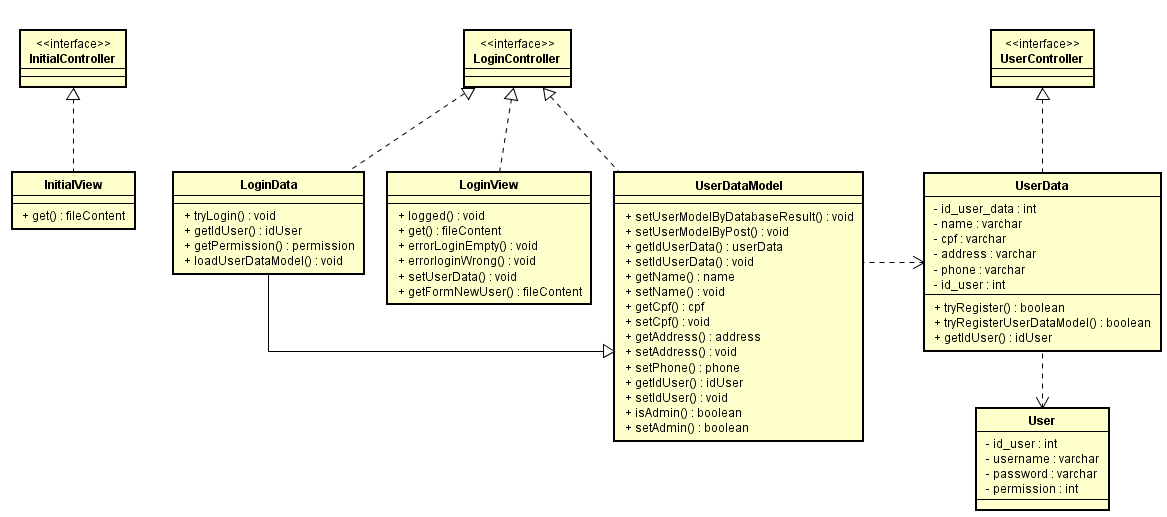 <<interface>>
InitialController
<<interface>>
LoginController
<<interface>>
UserController
InitialView
+ get() : fileContent
LoginData
+ tryLogin() : void
+ getIdUser() : idUser
+ getPermission() : permission
+ loadUserDataModel() : void
LoginView
+ logged() : void
+ get() : fileContent
+ errorLoginEmpty() : void
+ errorloginWrong() : void
+ setUserData() : void
+ getFormNewUser() : fileContent
UserDataModel
+ setUserModelByDatabaseResult() : void
+ setUserModelByPost() : void
+ getIdUserData() : userData
+ setIdUserData() : void
+ getName() : name
+ setName() : void
+ getCpf() : cpf
+ setCpf() : void
+ getAddress() : address
+ setAddress() : void
+ setPhone() : phone
+ getIdUser() : idUser
+ setIdUser() : void
+ isAdmin() : boolean
+ setAdmin() : boolean
UserData
- id_user_data : int
- name : varchar
- cpf : varchar
- address : varchar
- phone : varchar
- id_user : int
+ tryRegister() : boolean
+ tryRegisterUserDataModel() : boolean
+ getIdUser() : idUser
User
- id_user : int
- username : varchar
- password : varchar
- permission : int